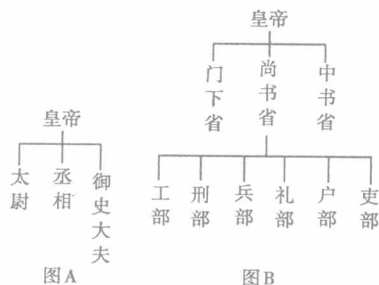 皇帝
太尉
丞相
御史大夫
图A
皇帝
门下省
尚书省
中书省
工部
刑部
兵部
礼部
户部
吏部
图B